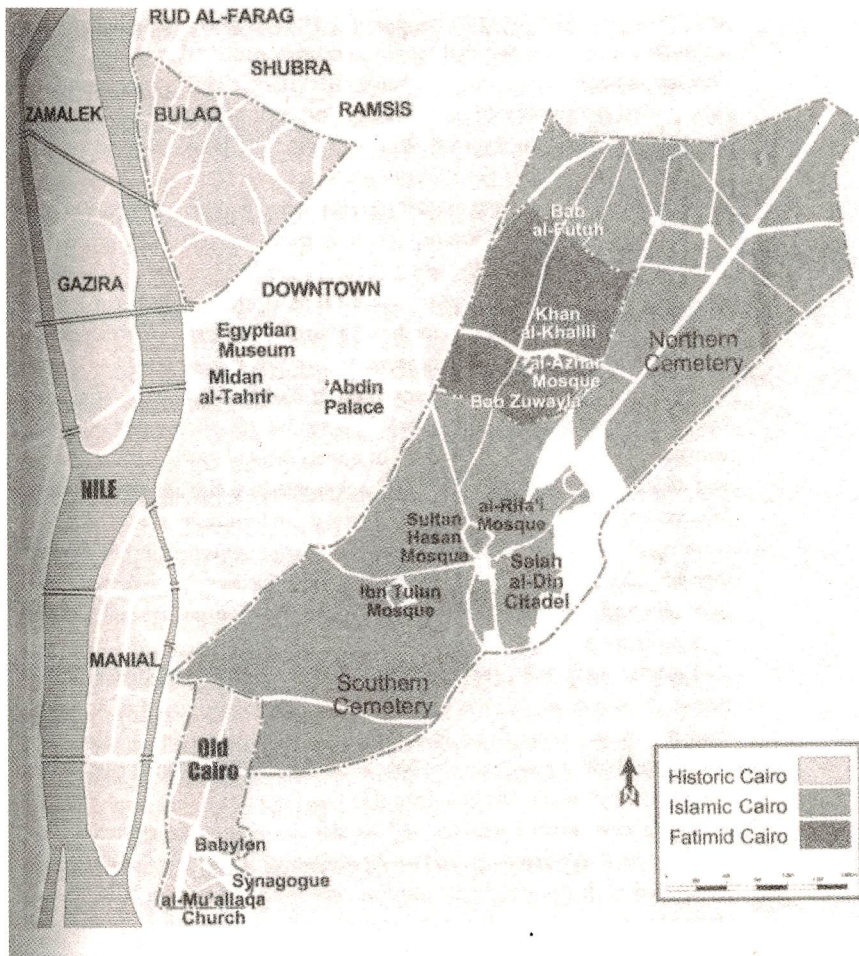 RUD AL-FARAG
SHUBRA
ZAMALEK
BULAQ
RAMSIS
Bab
al-Futuh
GAZIRA
DOWNTOWN
Egyptian
Museum
Khan
al-Khalili
Northern
Cemetery
Midan
al-Tahrir
'Abdin
Palace
al-Azhar
Mosque
Bab Zuwayla
NILE
al-Rifa'i
Mosque
Sultan
Hasan
Mosque
Salah
al-Din
Citadel
Ibn Tulun
Mosque
MANIAL
Southern
Cemetery
Old
Cairo
Babylon
Synagogue
al-Mu'allaqa
Church
Historic Cairo
Islamic Cairo
Fatimid Cairo